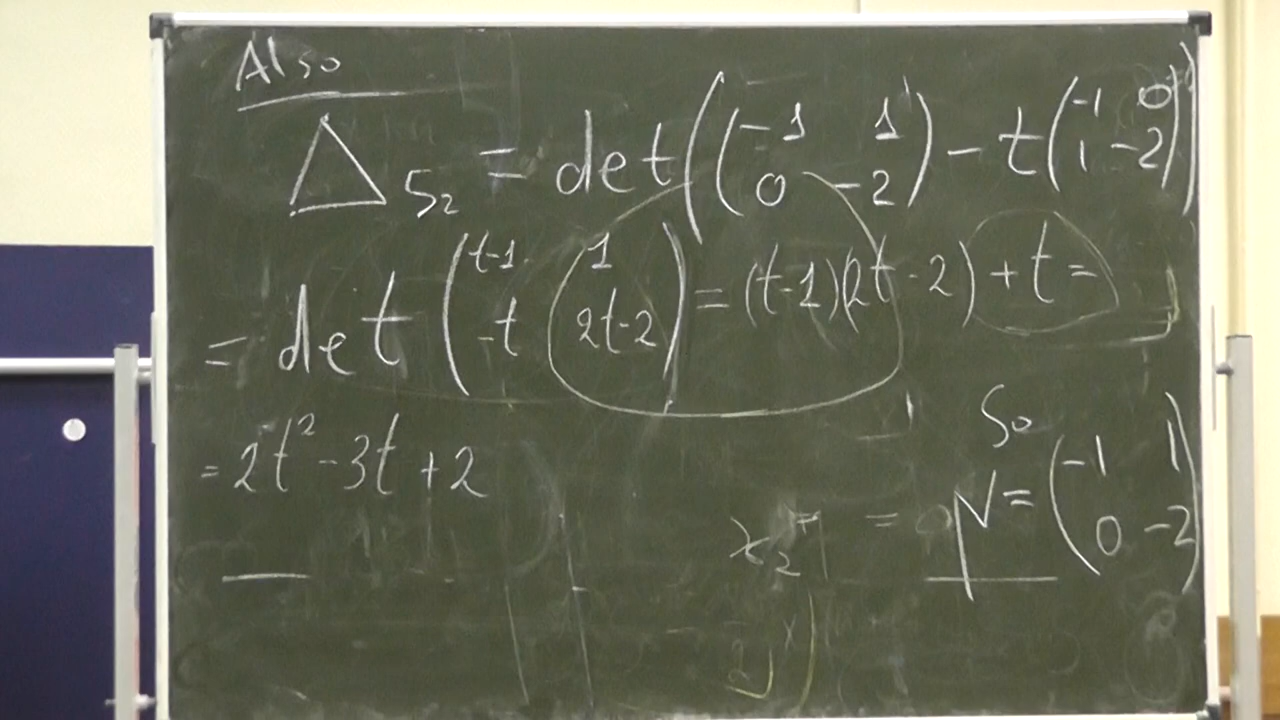 Also
Δ_{5_2} = det((-1 1 / 0 -2) - t(-1 0 / 1 -2))
= det(t-1 1 / -t 2t-2) = (t-1)(2t-2) + t =
= 2t² - 3t + 2
So
V = (-1 1 / 0 -2)